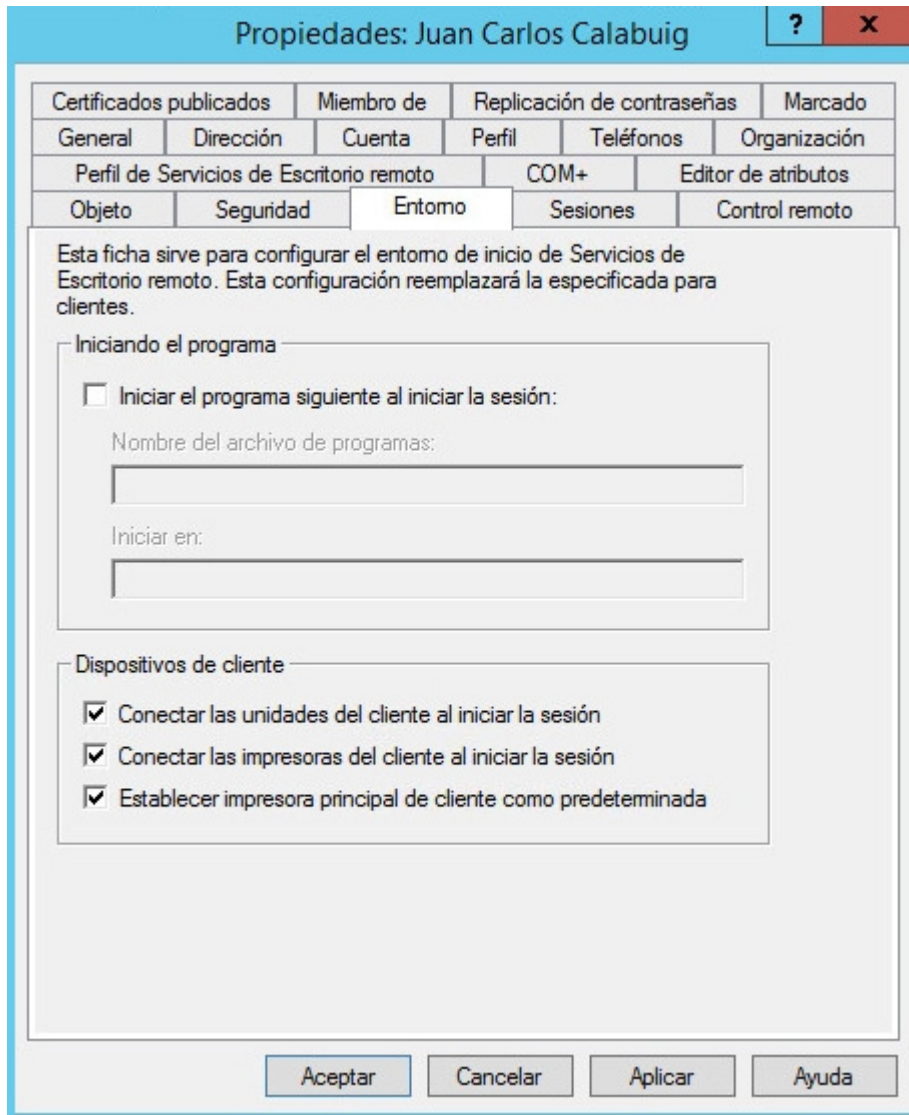 Propiedades: Juan Carlos Calabuig
? x
Certificados publicados Miembro de Replicación de contraseñas Marcado
General Dirección Cuenta Perfil Teléfonos Organización
Perfil de Servicios de Escritorio remoto COM+ Editor de atributos
Objeto Seguridad Entorno Sesiones Control remoto
Esta ficha sirve para configurar el entorno de inicio de Servicios de
Escritorio remoto. Esta configuración reemplazará la especificada para
clientes.
Iniciando el programa
Iniciar el programa siguiente al iniciar la sesión:
Nombre del archivo de programas:
Iniciar en:
Dispositivos de cliente
Conectar las unidades del cliente al iniciar la sesión
Conectar las impresoras del cliente al iniciar la sesión
Establecer impresora principal de cliente como predeterminada
Aceptar Cancelar Aplicar Ayuda